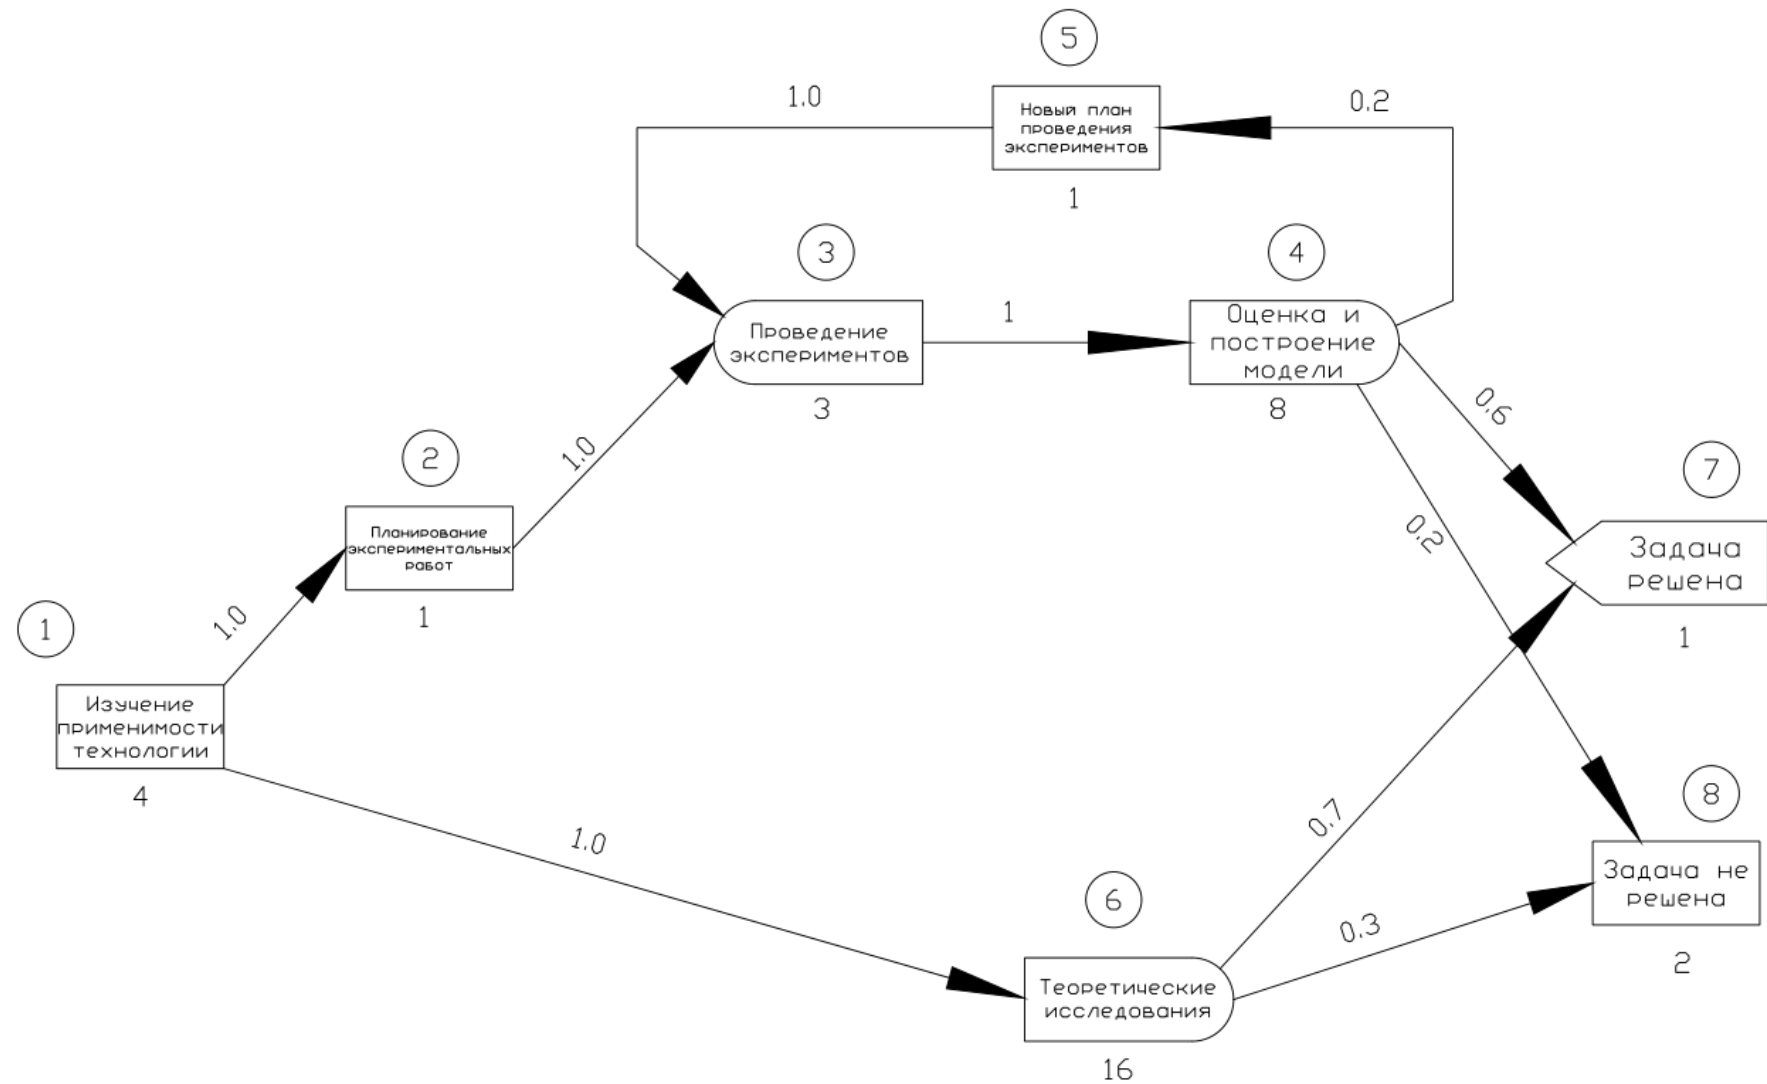 5
1.0
0.2
Новый план
проведения
экспериментов
1
3
4
1
Проведение
экспериментов
3
Оценка и
построение
модели
8
0.6
7
2
1.0
0.2
Планирование
экспериментальных
работ
1
Задача
решена
1
1
1.0
Изучение
применимости
технологии
4
1.0
0.7
8
Задача не
решена
2
6
0.3
Теоретические
исследования
16